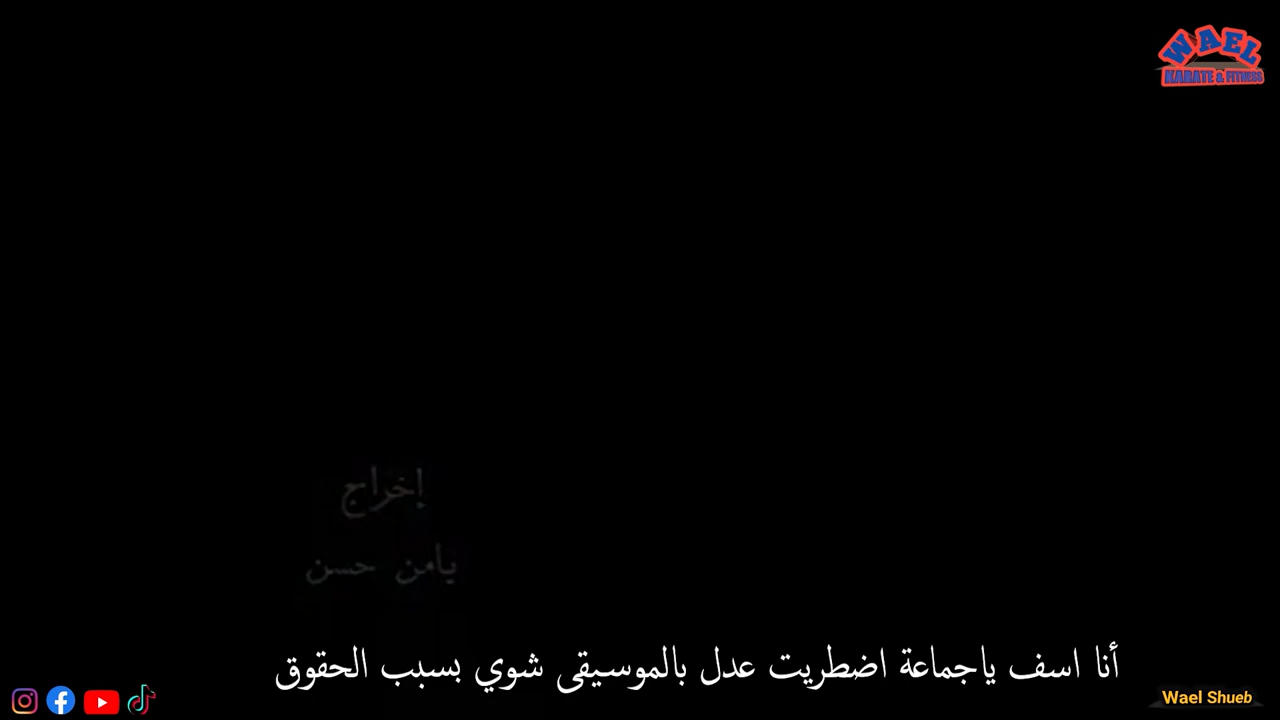 WAEL
KARATE & FITNESS
إخراج
يامن حسن
أنا اسف ياجماعة اضطريت عدل بالموسيقى شوي بسبب الحقوق
Wael Shueb